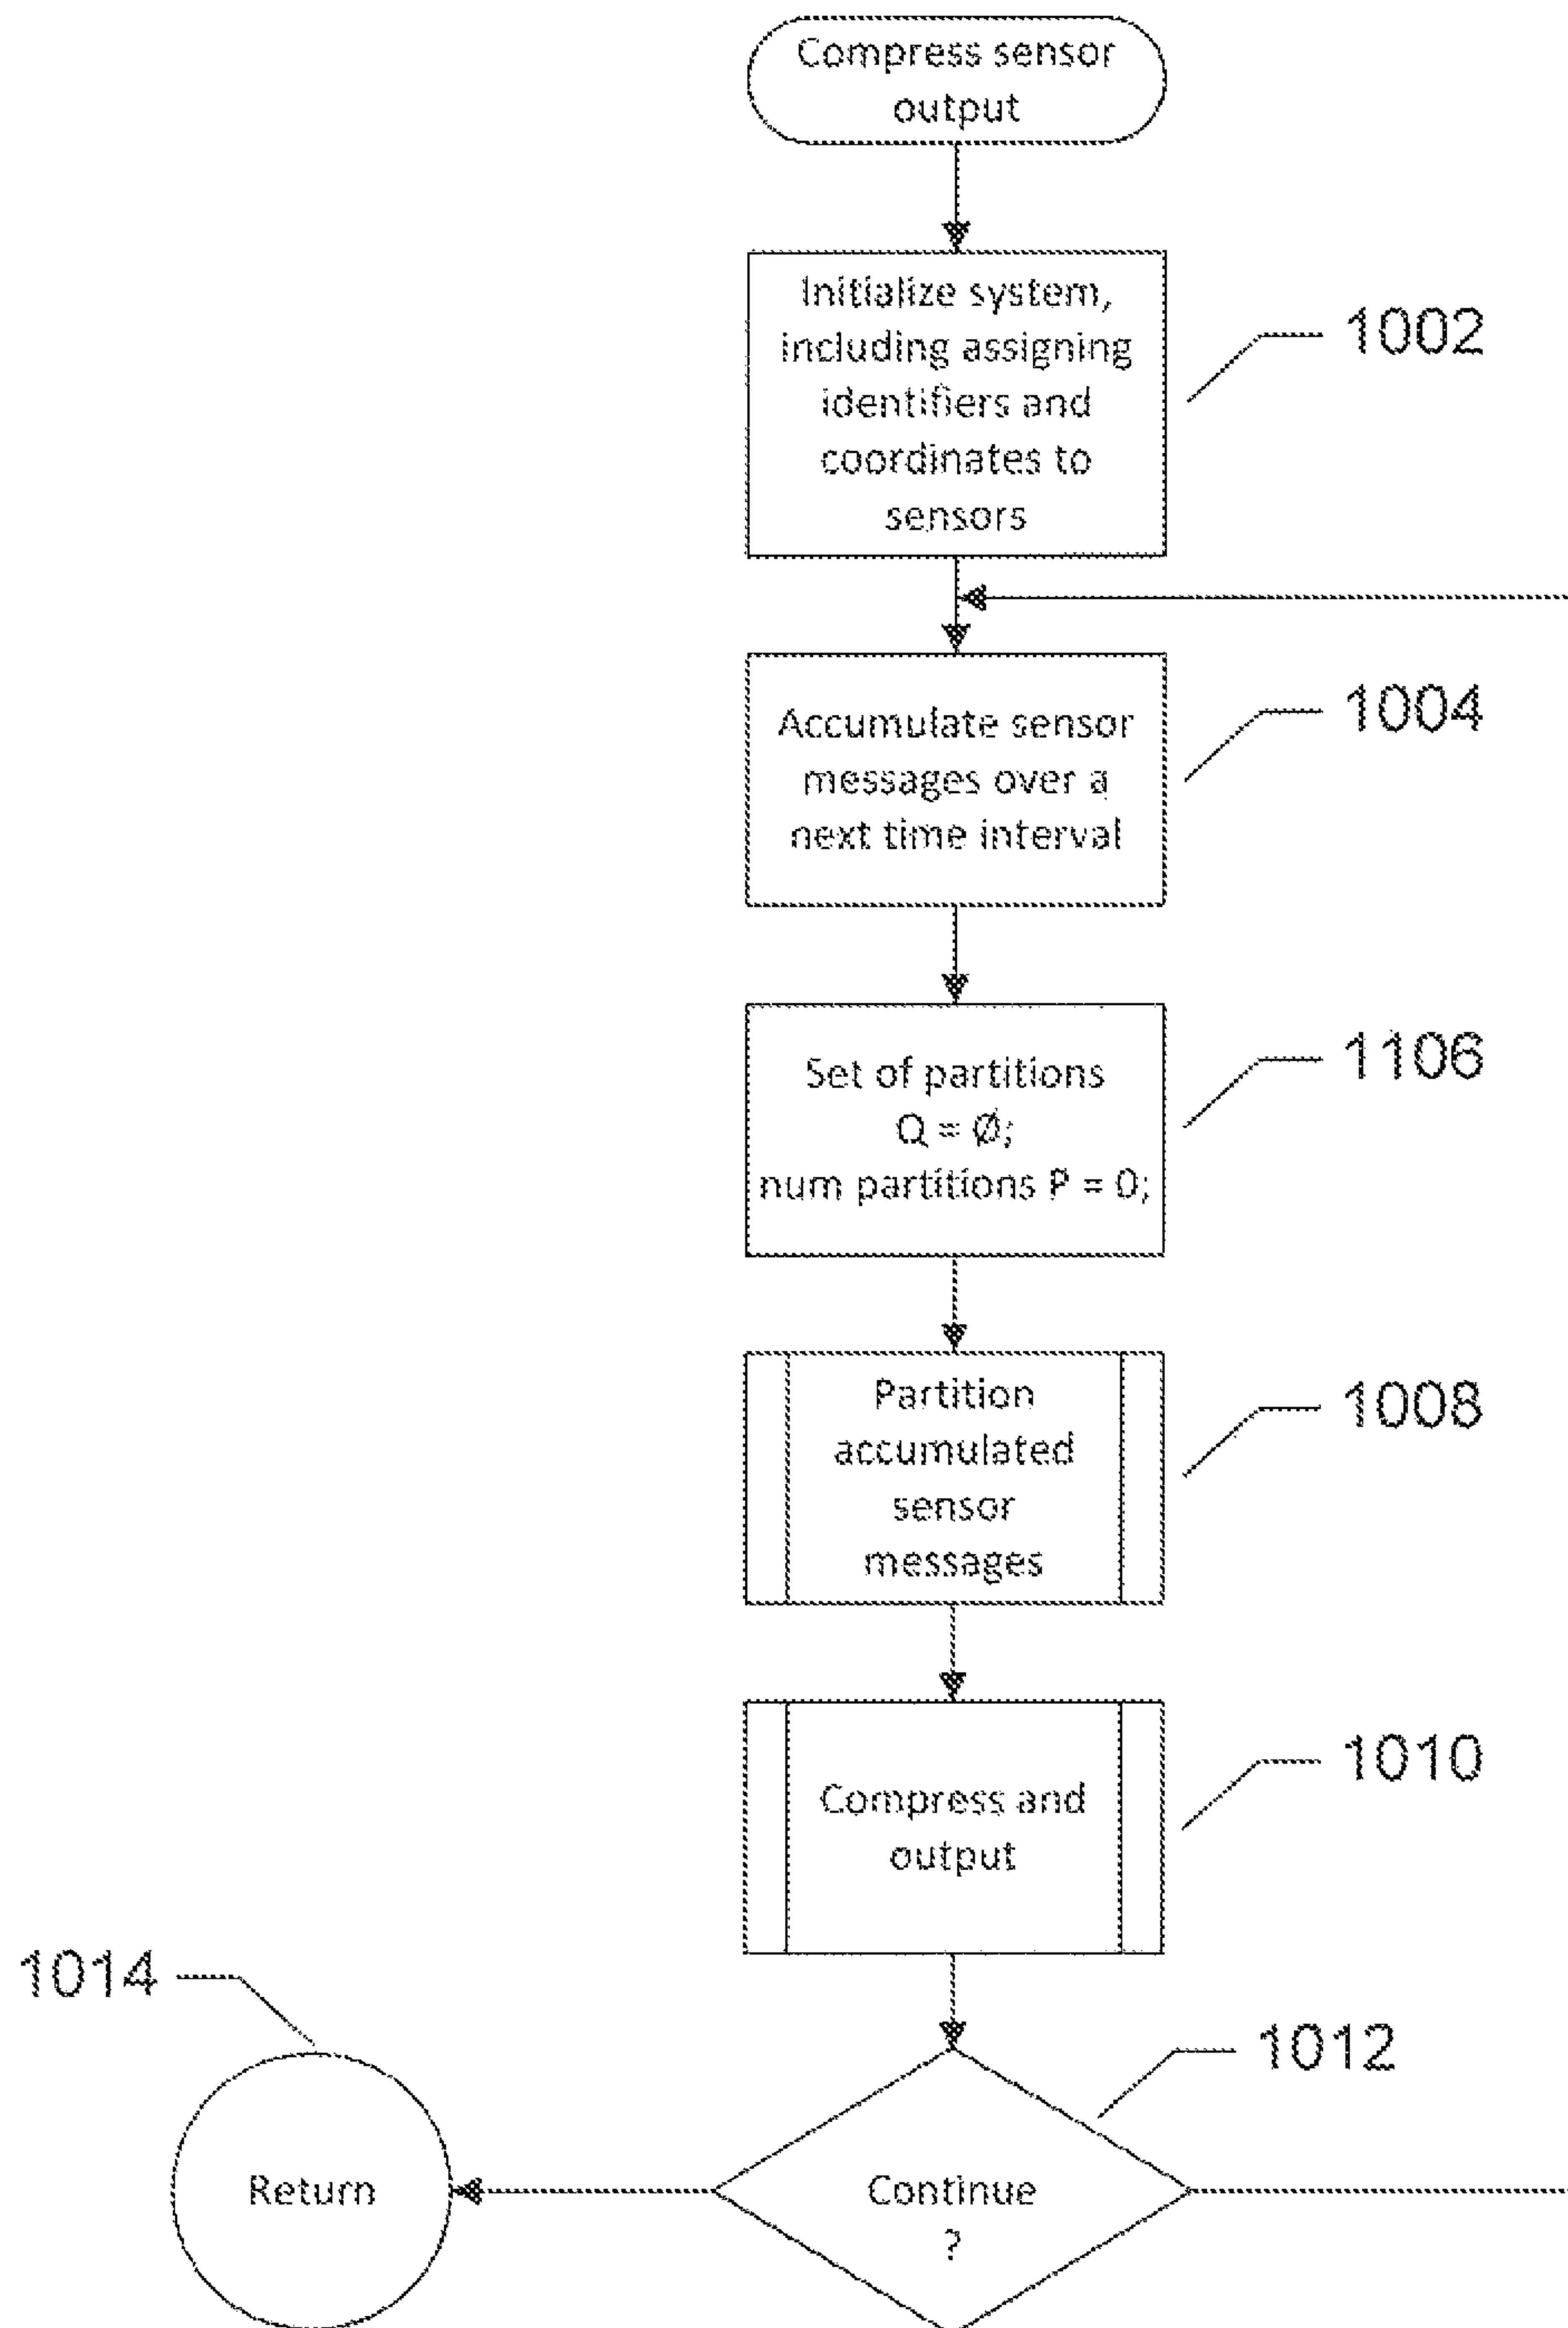 Compress sensor
output
Initialize system,
including assigning
identifiers and
coordinates to
sensors
1002
Accumulate sensor
messages over a
next time interval
1004
Set of partitions
Q = Ø;
num partitions P = 0;
1106
Partition
accumulated
sensor
messages
1008
Compress and
output
1010
1014
Return
1012
Continue
?